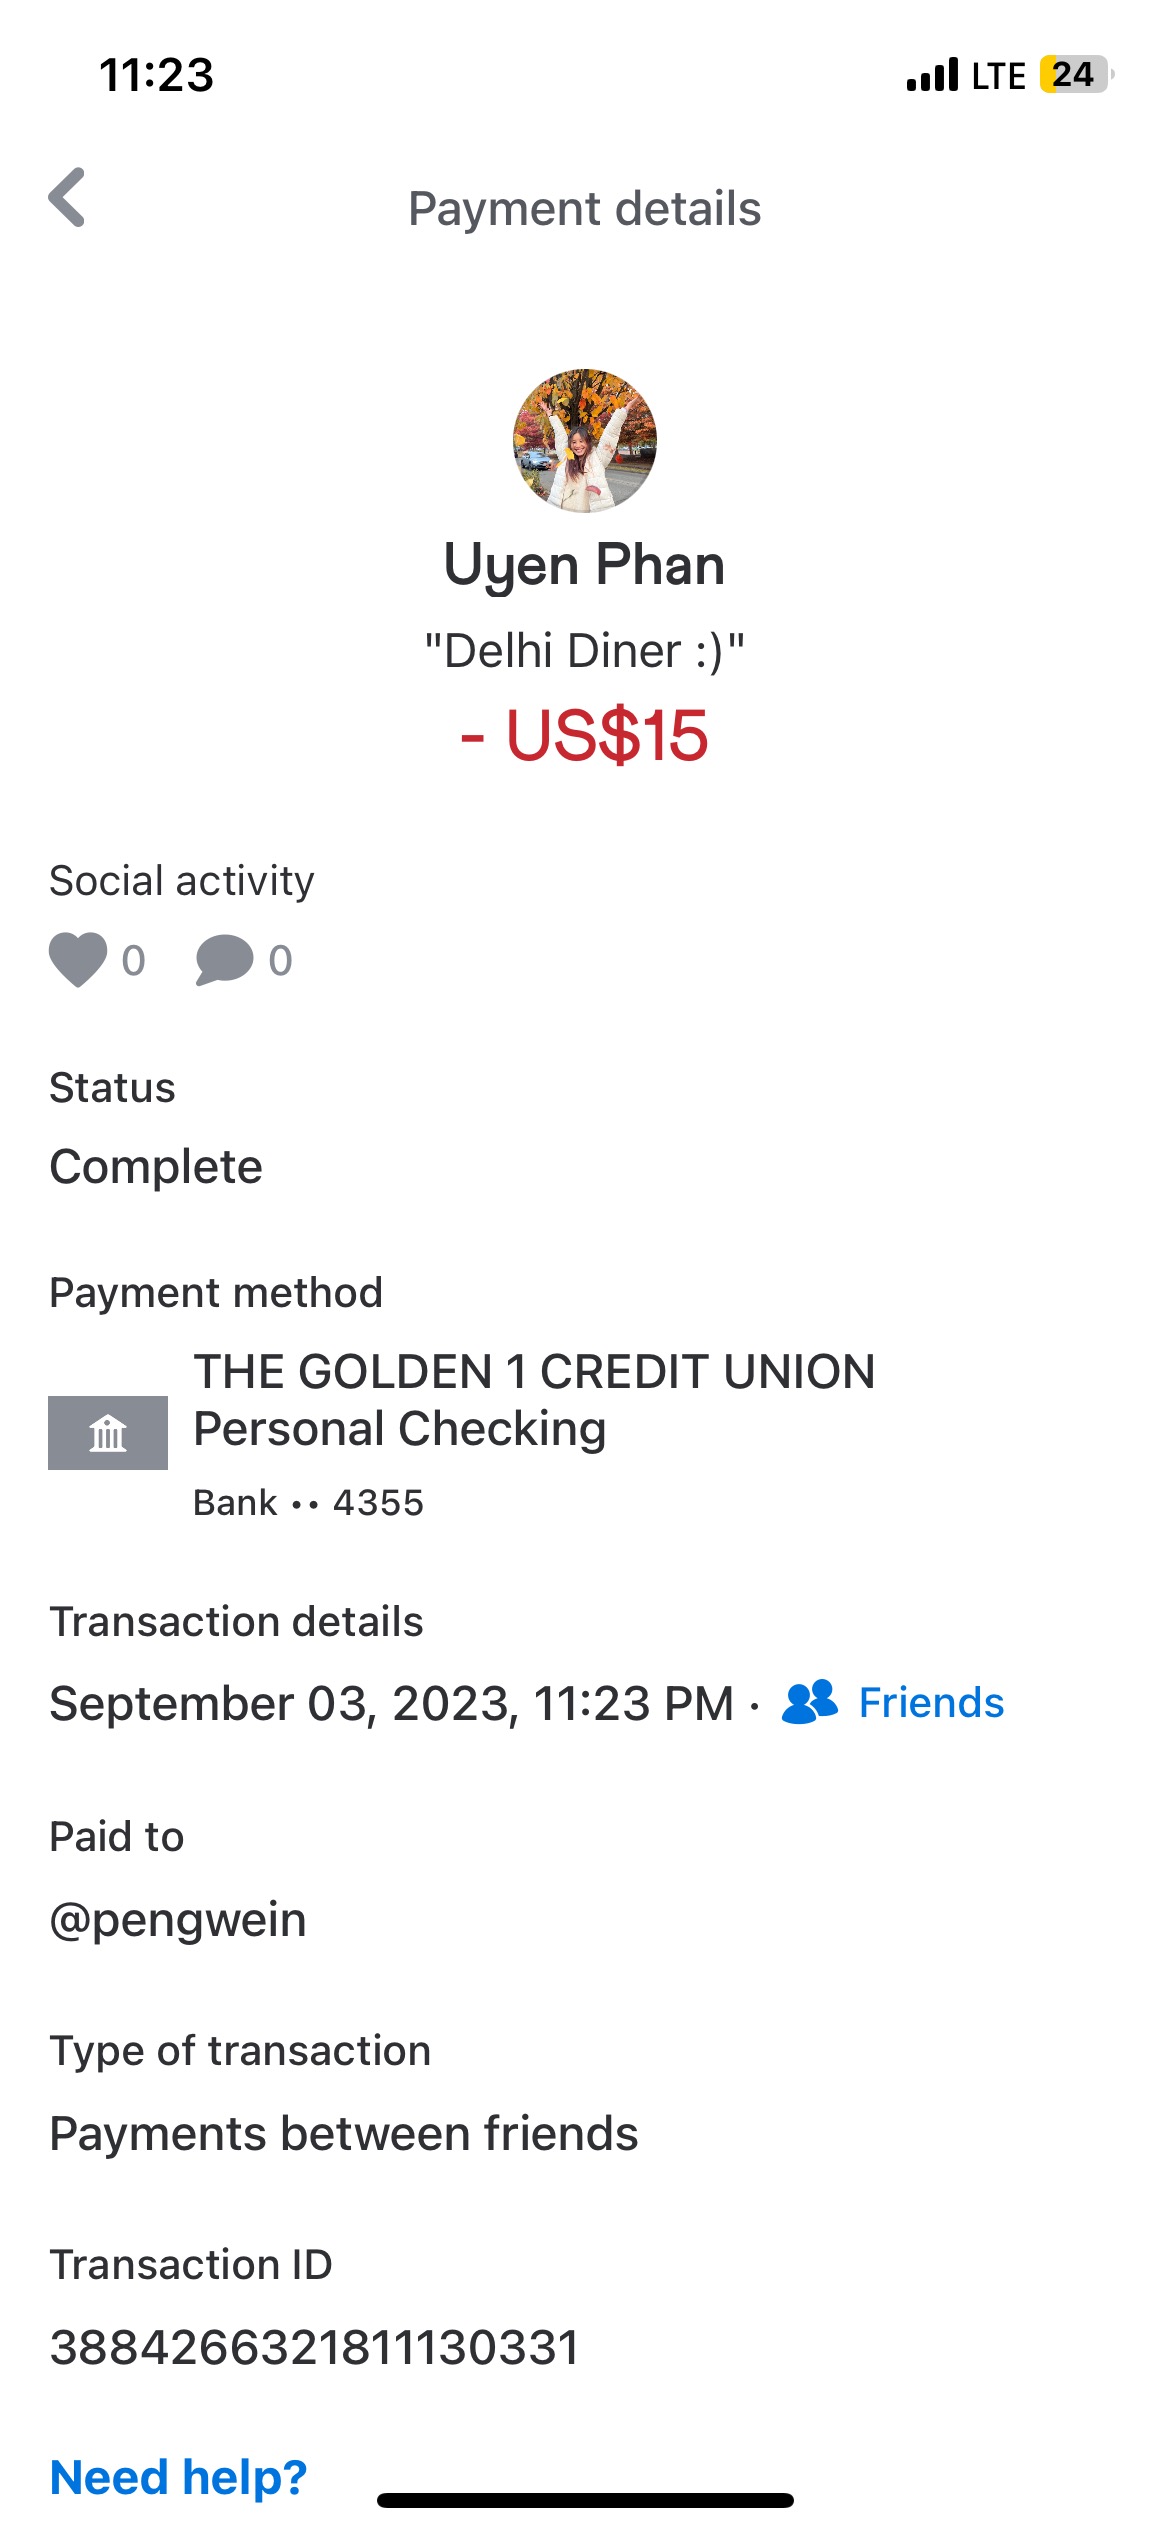 11:23
LTE 24
Payment details
Uyen Phan
"Delhi Diner :)"
- US$15
Social activity
0 0
Status
Complete
Payment method
THE GOLDEN 1 CREDIT UNION
Personal Checking
Bank •• 4355
Transaction details
September 03, 2023, 11:23 PM · Friends
Paid to
@pengwein
Type of transaction
Payments between friends
Transaction ID
3884266321811130331
Need help?